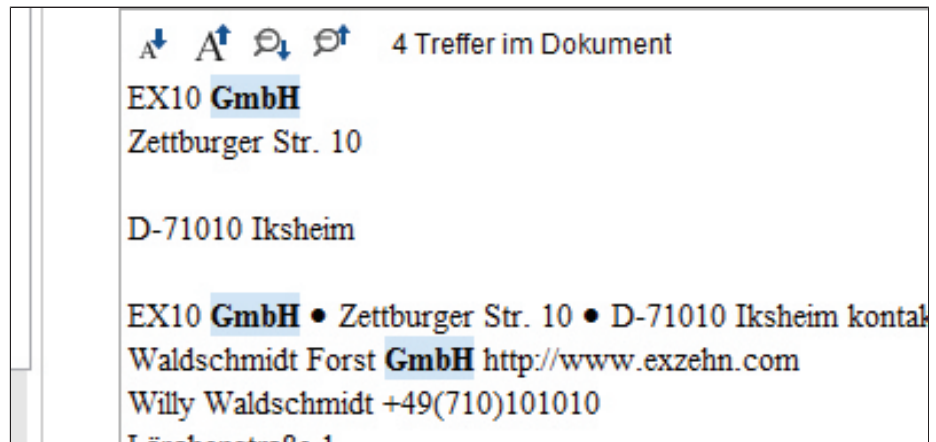 4 Treffer im Dokument
EX10 GmbH
Zettburger Str. 10
D-71010 Iksheim
EX10 GmbH ● Zettburger Str. 10 ● D-71010 Iksheim kontak
Waldschmidt Forst GmbH http://www.exzehn.com
Willy Waldschmidt +49(710)101010